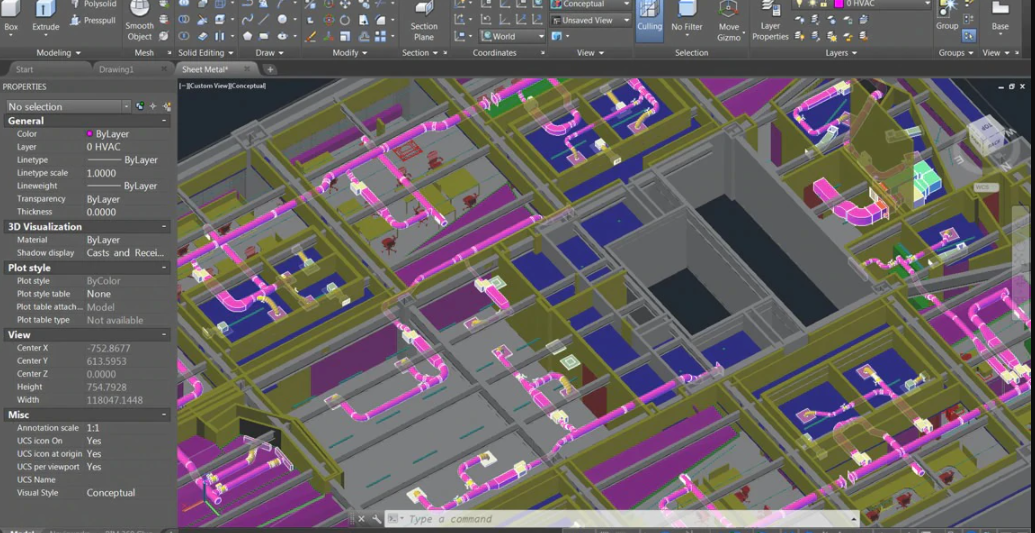 Polysolid
Box
Extrude
Presspull
Smooth
Object
Section
Plane
World
Conceptual
Unsaved View
Culling
No Filter
Move
Gizmo
Layer
Properties
0 HVAC
Group
Base
Modeling
Mesh
Solid Editing
Draw
Modify
Section
Coordinates
View
Selection
Layers
Groups
View
Start
Drawing1
Sheet Metal*
PROPERTIES
[−][Custom View][Conceptual]
No selection
General
Color ByLayer
Layer 0 HVAC
Linetype ByLayer
Linetype scale 1.0000
Lineweight ByLayer
Transparency ByLayer
Thickness 0.0000
3D Visualization
Material ByLayer
Shadow display Casts and Recei...
Plot style
Plot style ByColor
Plot style table None
Plot table attach... Model
Plot table type Not available
View
Center X -752.8677
Center Y 613.5953
Center Z 0.0000
Height 754.7928
Width 118047.1448
Misc
Annotation scale 1:1
UCS icon On Yes
UCS icon at origin Yes
UCS per viewport Yes
UCS Name
Visual Style Conceptual
TOP
WCS
Type a command
Model